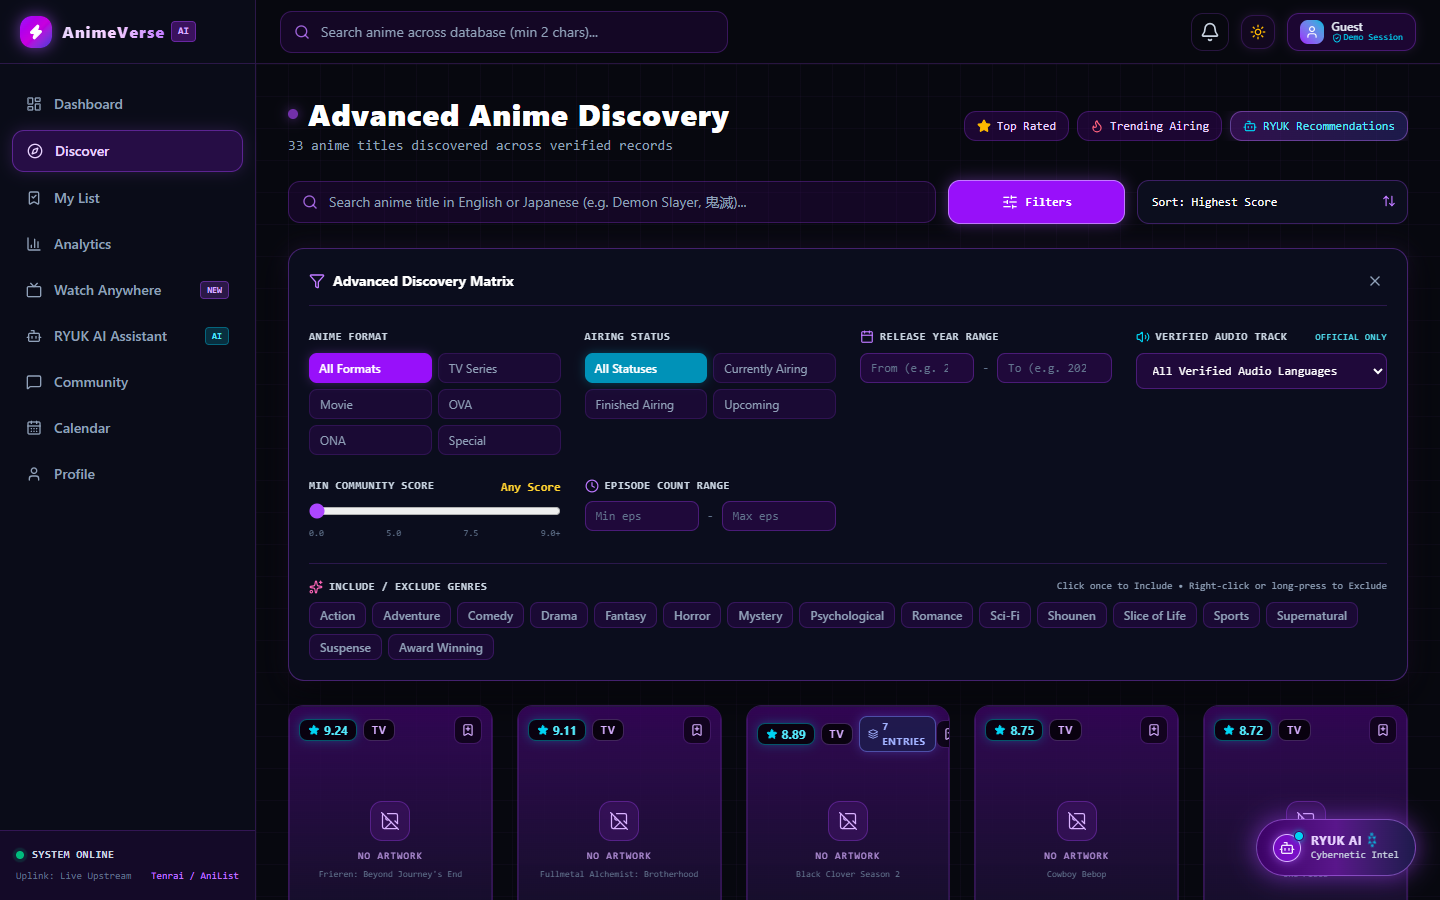 AnimeVerse AI
Search anime across database (min 2 chars)...
Guest
Demo Session
Dashboard
Discover
My List
Analytics
Watch Anywhere NEW
RYUK AI Assistant AI
Community
Calendar
Profile
SYSTEM ONLINE
Uplink: Live Upstream Tenrai / AniList
Advanced Anime Discovery
33 anime titles discovered across verified records
Top Rated
Trending Airing
RYUK Recommendations
Search anime title in English or Japanese (e.g. Demon Slayer, 鬼滅)...
Filters
Sort: Highest Score
Advanced Discovery Matrix
ANIME FORMAT
All Formats
TV Series
Movie
OVA
ONA
Special
AIRING STATUS
All Statuses
Currently Airing
Finished Airing
Upcoming
RELEASE YEAR RANGE
From (e.g. 2 - To (e.g. 202
VERIFIED AUDIO TRACK OFFICIAL ONLY
All Verified Audio Languages
MIN COMMUNITY SCORE Any Score
0.0 5.0 7.5 9.0+
EPISODE COUNT RANGE
Min eps - Max eps
INCLUDE / EXCLUDE GENRES
Click once to Include • Right-click or long-press to Exclude
Action Adventure Comedy Drama Fantasy Horror Mystery Psychological Romance Sci-Fi Shounen Slice of Life Sports Supernatural
Suspense Award Winning
9.24 TV
NO ARTWORK
Frieren: Beyond Journey's End
9.11 TV
NO ARTWORK
Fullmetal Alchemist: Brotherhood
8.89 TV
7 ENTRIES
NO ARTWORK
Black Clover Season 2
8.75 TV
NO ARTWORK
Cowboy Bebop
8.72 TV
RYUK AI
Cybernetic Intel